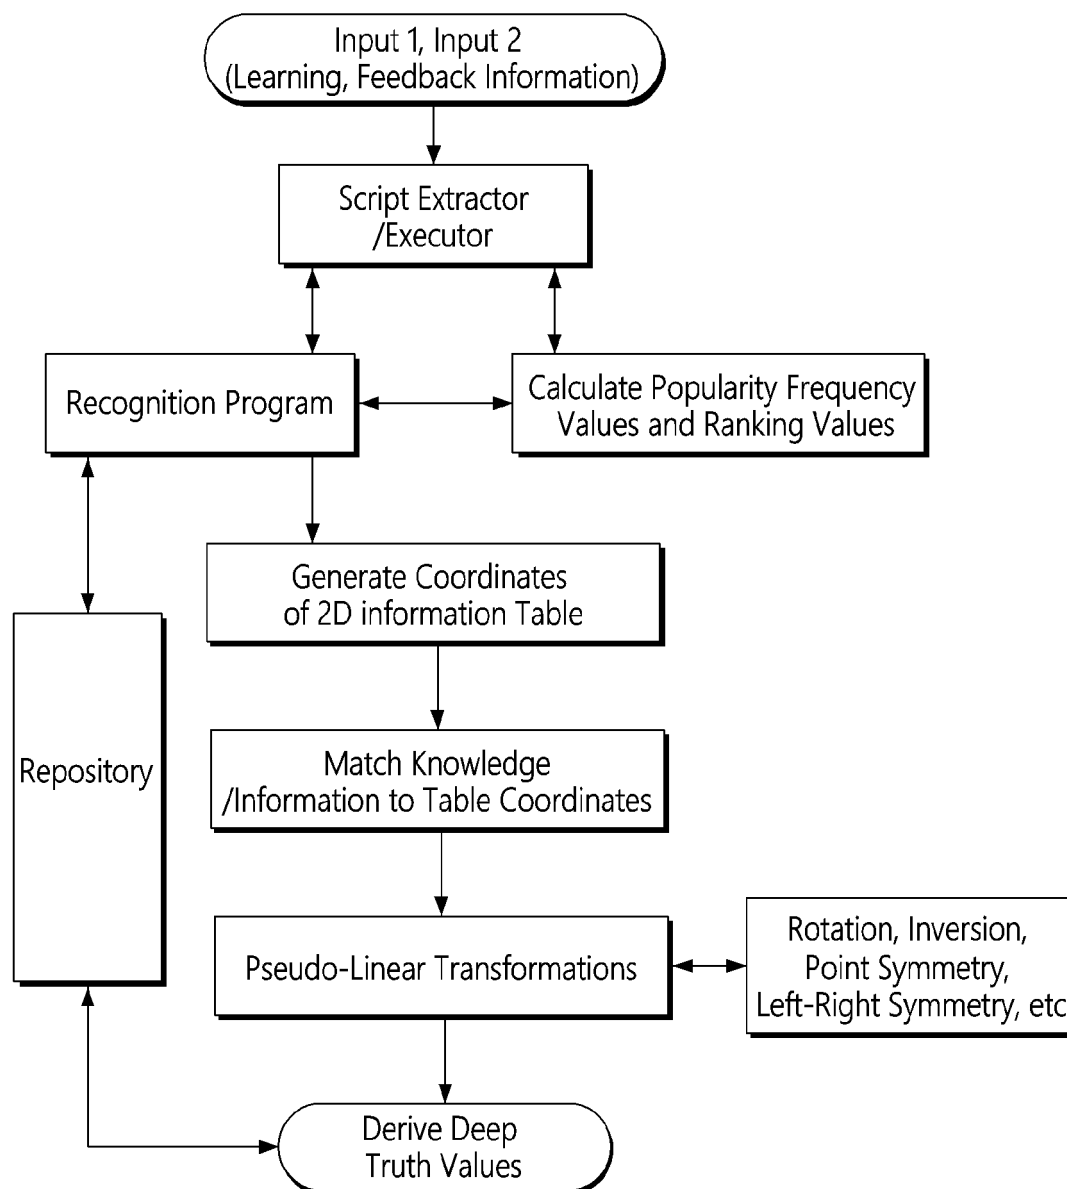 Input 1, Input 2
(Learning, Feedback Information)
Script Extractor
/Executor
Recognition Program
Calculate Popularity Frequency
Values and Ranking Values
Generate Coordinates
of 2D information Table
Repository
Match Knowledge
/Information to Table Coordinates
Pseudo-Linear Transformations
Rotation, Inversion,
Point Symmetry,
Left-Right Symmetry, etc
Derive Deep
Truth Values